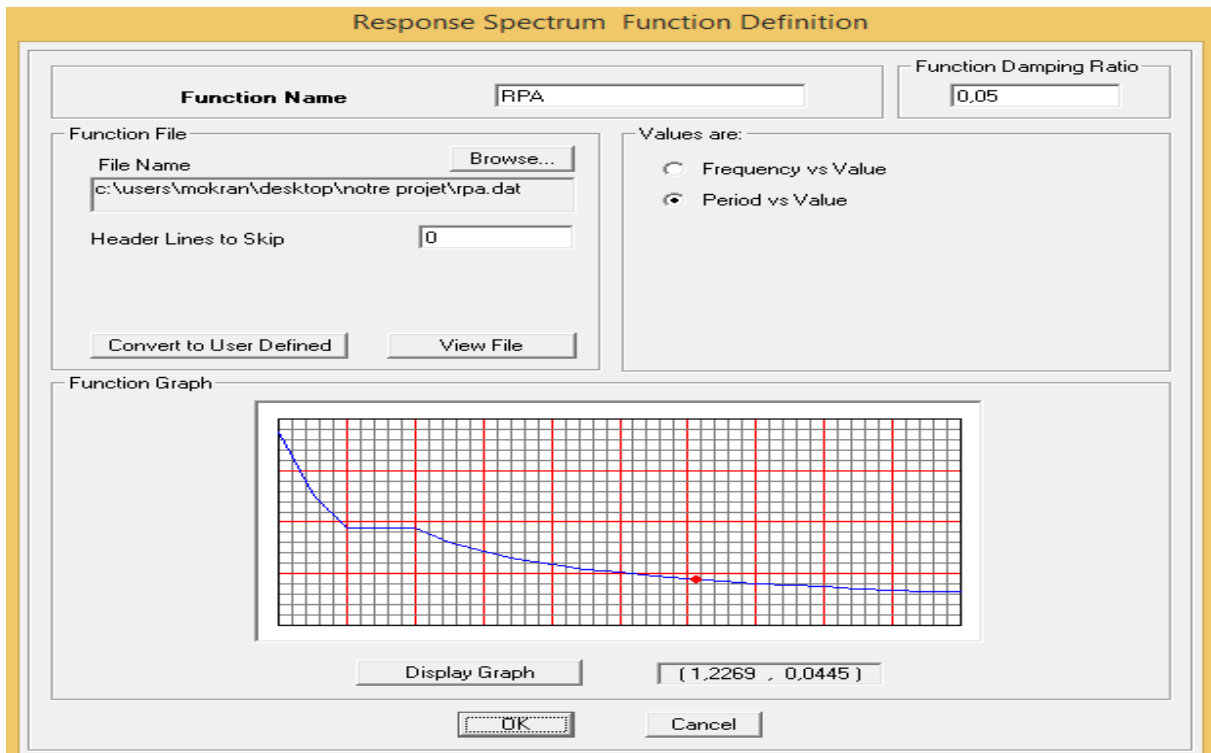 Response Spectrum Function Definition
Function Name
RPA
Function Damping Ratio
0,05
Function File
File Name
Browse...
c:\users\mokran\desktop\notre projet\rpa.dat
Header Lines to Skip
0
Convert to User Defined
View File
Values are:
Frequency vs Value
Period vs Value
Function Graph
Display Graph
( 1,2269 , 0,0445 )
OK
Cancel